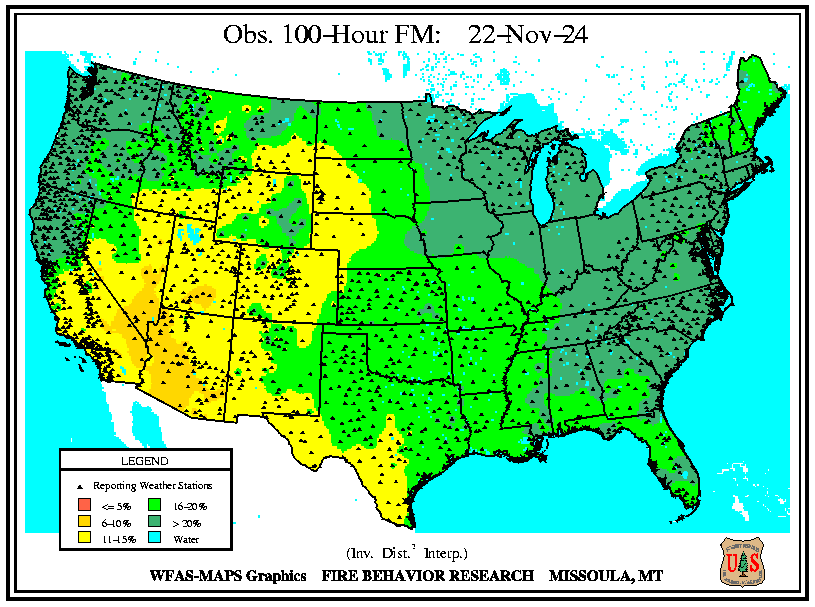 Obs. 100-Hour FM: 22-Nov-24
LEGEND
Reporting Weather Stations
<= 5%
16-20%
6-10%
> 20%
11-15%
Water
(Inv. Dist.² Interp.)
WFAS-MAPS Graphics FIRE BEHAVIOR RESEARCH MISSOULA, MT
U S